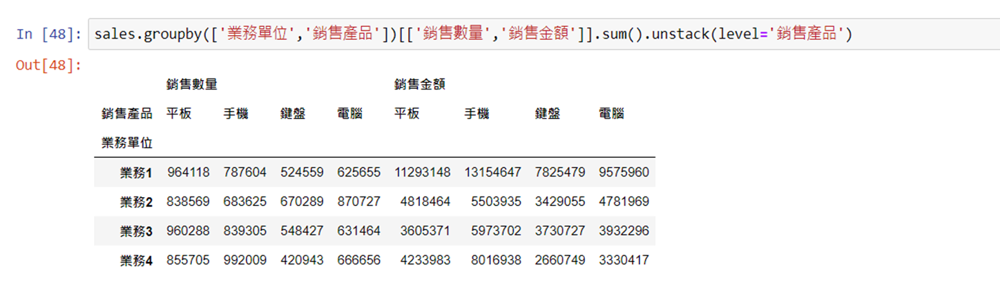 In [48]: sales.groupby(['業務單位','銷售產品'])[['銷售數量','銷售金額']].sum().unstack(level='銷售產品')
Out[48]:
銷售數量 銷售金額
銷售產品 平板 手機 鍵盤 電腦 平板 手機 鍵盤 電腦
業務單位
業務1 964118 787604 524559 625655 11293148 13154647 7825479 9575960
業務2 838569 683625 670289 870727 4818464 5503935 3429055 4781969
業務3 960288 839305 548427 631464 3605371 5973702 3730727 3932296
業務4 855705 992009 420943 666656 4233983 8016938 2660749 3330417